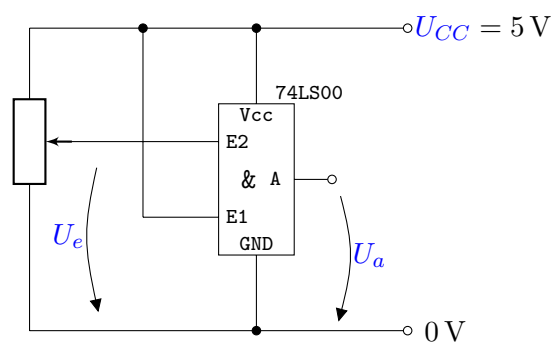 U_CC = 5 V
74LS00
Vcc
E2
& A
E1
GND
U_e
U_a
0 V